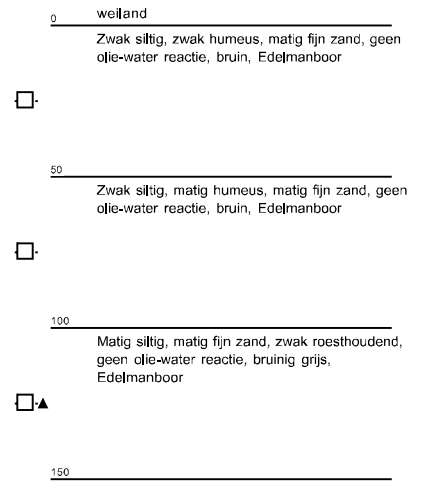 0 weiland
Zwak siltig, zwak humeus, matig fijn zand, geen
olie-water reactie, bruin, Edelmanboor
50
Zwak siltig, matig humeus, matig fijn zand, geen
olie-water reactie, bruin, Edelmanboor
100
Matig siltig, matig fijn zand, zwak roesthoudend,
geen olie-water reactie, bruinig grijs,
Edelmanboor
150